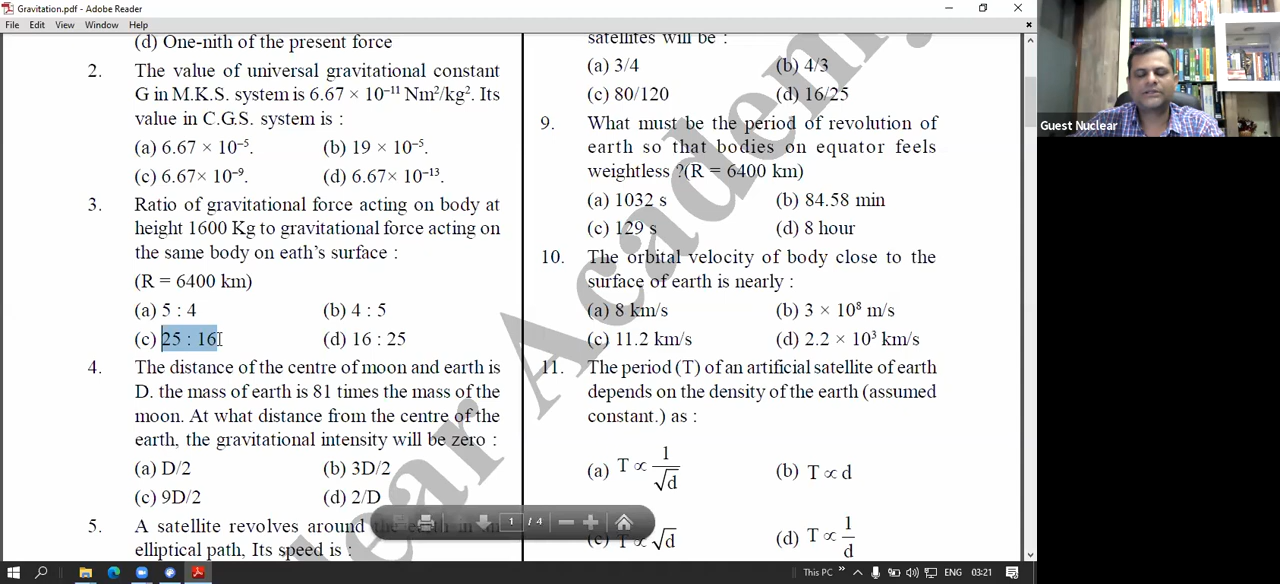 Gravitation.pdf - Adobe Reader
File Edit View Window Help
(d) One-nith of the present force
2. The value of universal gravitational constant
G in M.K.S. system is 6.67 × 10⁻¹¹ Nm²/kg². Its
value in C.G.S. system is :
(a) 6.67 × 10⁻⁵. (b) 19 × 10⁻⁵.
(c) 6.67× 10⁻⁹. (d) 6.67× 10⁻¹³.
3. Ratio of gravitational force acting on body at
height 1600 Kg to gravitational force acting on
the same body on eath's surface :
(R = 6400 km)
(a) 5 : 4 (b) 4 : 5
(c) 25 : 16 (d) 16 : 25
4. The distance of the centre of moon and earth is
D. the mass of earth is 81 times the mass of the
moon. At what distance from the centre of the
earth, the gravitational intensity will be zero :
(a) D/2 (b) 3D/2
(c) 9D/2 (d) 2/D
5. A satellite revolves around the earth in an
elliptical path, Its speed is :
satellites will be :
(a) 3/4 (b) 4/3
(c) 80/120 (d) 16/25
9. What must be the period of revolution of
earth so that bodies on equator feels
weightless ?(R = 6400 km)
(a) 1032 s (b) 84.58 min
(c) 129 s (d) 8 hour
10. The orbital velocity of body close to the
surface of earth is nearly :
(a) 8 km/s (b) 3 × 10⁸ m/s
(c) 11.2 km/s (d) 2.2 × 10³ km/s
11. The period (T) of an artificial satellite of earth
depends on the density of the earth (assumed
constant.) as :
(a) T ∝ 1/√d (b) T ∝ d
(c) T ∝ √d (d) T ∝ 1/d
1 / 4
ear Academy
Guest Nuclear
This PC » ENG 03:21